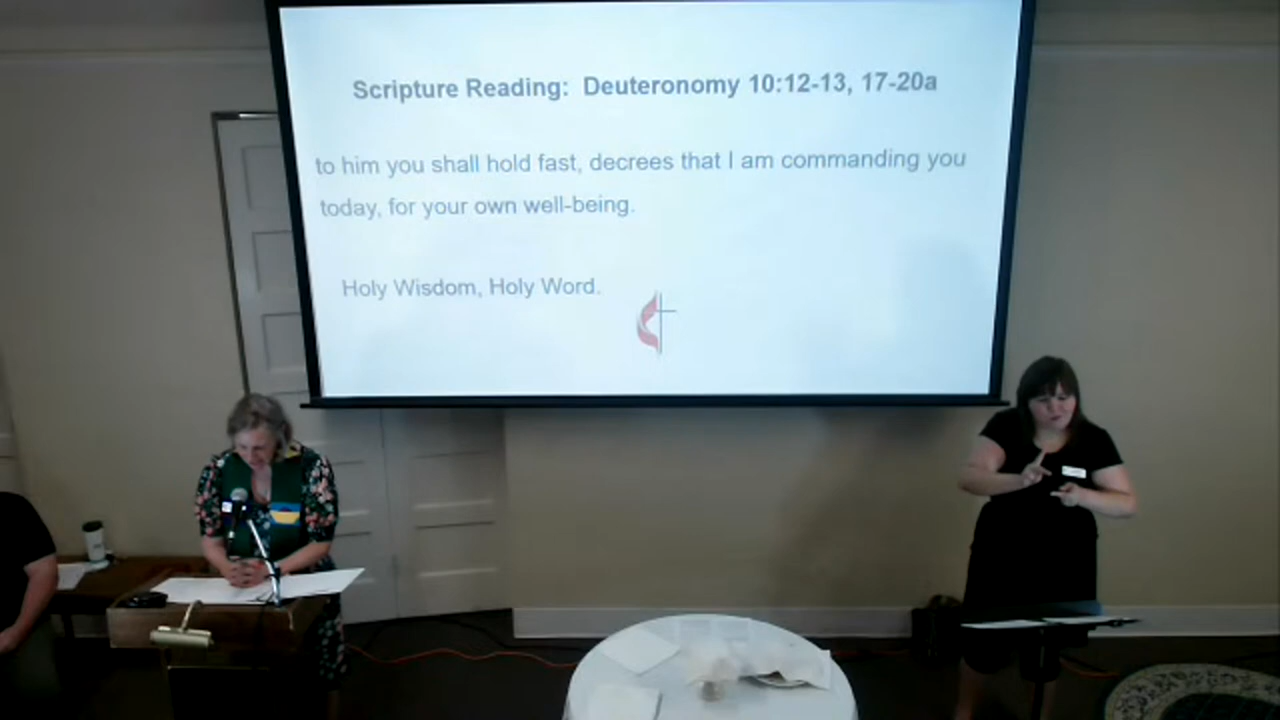 Scripture Reading: Deuteronomy 10:12-13, 17-20a
to him you shall hold fast, decrees that I am commanding you
today, for your own well-being.
Holy Wisdom, Holy Word.